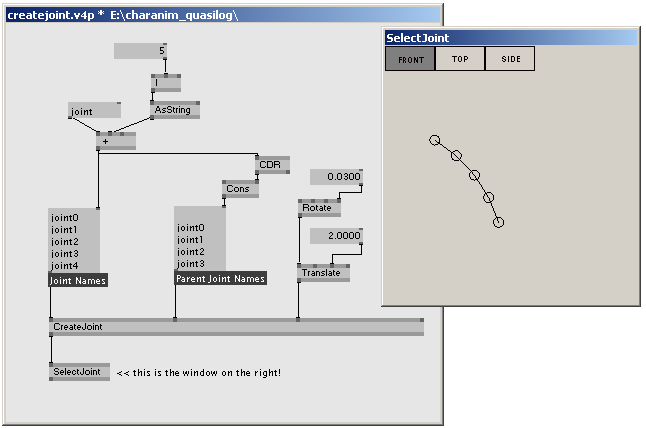 createjoint.v4p * E:\charanim_quasilog\
SelectJoint
FRONT TOP SIDE
5
I
joint
AsString
+
CDR
Cons
0.0300
Rotate
joint0
joint1
joint2
joint3
joint4
Joint Names
joint0
joint1
joint2
joint3
Parent Joint Names
2.0000
Translate
CreateJoint
SelectJoint
<< this is the window on the right!